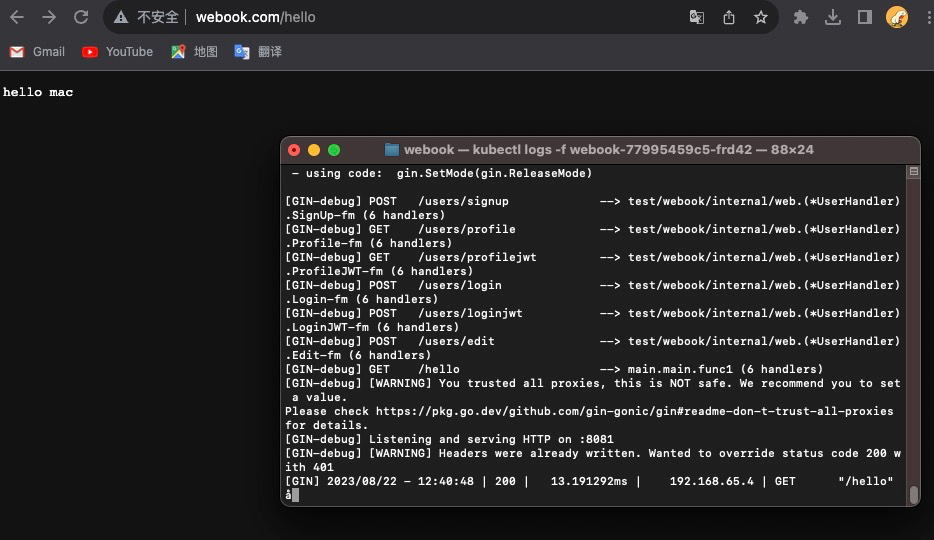 不安全 webook.com/hello
Gmail YouTube 地图 翻译
hello mac
webook — kubectl logs -f webook-77995459c5-frd42 — 88×24
- using code:  gin.SetMode(gin.ReleaseMode)
[GIN-debug] POST   /users/signup             --> test/webook/internal/web.(*UserHandler)
.SignUp-fm (6 handlers)
[GIN-debug] GET    /users/profile            --> test/webook/internal/web.(*UserHandler)
.Profile-fm (6 handlers)
[GIN-debug] GET    /users/profilejwt         --> test/webook/internal/web.(*UserHandler)
.ProfileJWT-fm (6 handlers)
[GIN-debug] POST   /users/login              --> test/webook/internal/web.(*UserHandler)
.Login-fm (6 handlers)
[GIN-debug] POST   /users/loginjwt           --> test/webook/internal/web.(*UserHandler)
.LoginJWT-fm (6 handlers)
[GIN-debug] POST   /users/edit               --> test/webook/internal/web.(*UserHandler)
.Edit-fm (6 handlers)
[GIN-debug] GET    /hello                    --> main.main.func1 (6 handlers)
[GIN-debug] [WARNING] You trusted all proxies, this is NOT safe. We recommend you to set
 a value.
Please check https://pkg.go.dev/github.com/gin-gonic/gin#readme-don-t-trust-all-proxies
for details.
[GIN-debug] Listening and serving HTTP on :8081
[GIN-debug] [WARNING] Headers were already written. Wanted to override status code 200 w
ith 401
[GIN] 2023/08/22 - 12:40:48 | 200 |   13.191292ms |    192.168.65.4 | GET      "/hello"
å